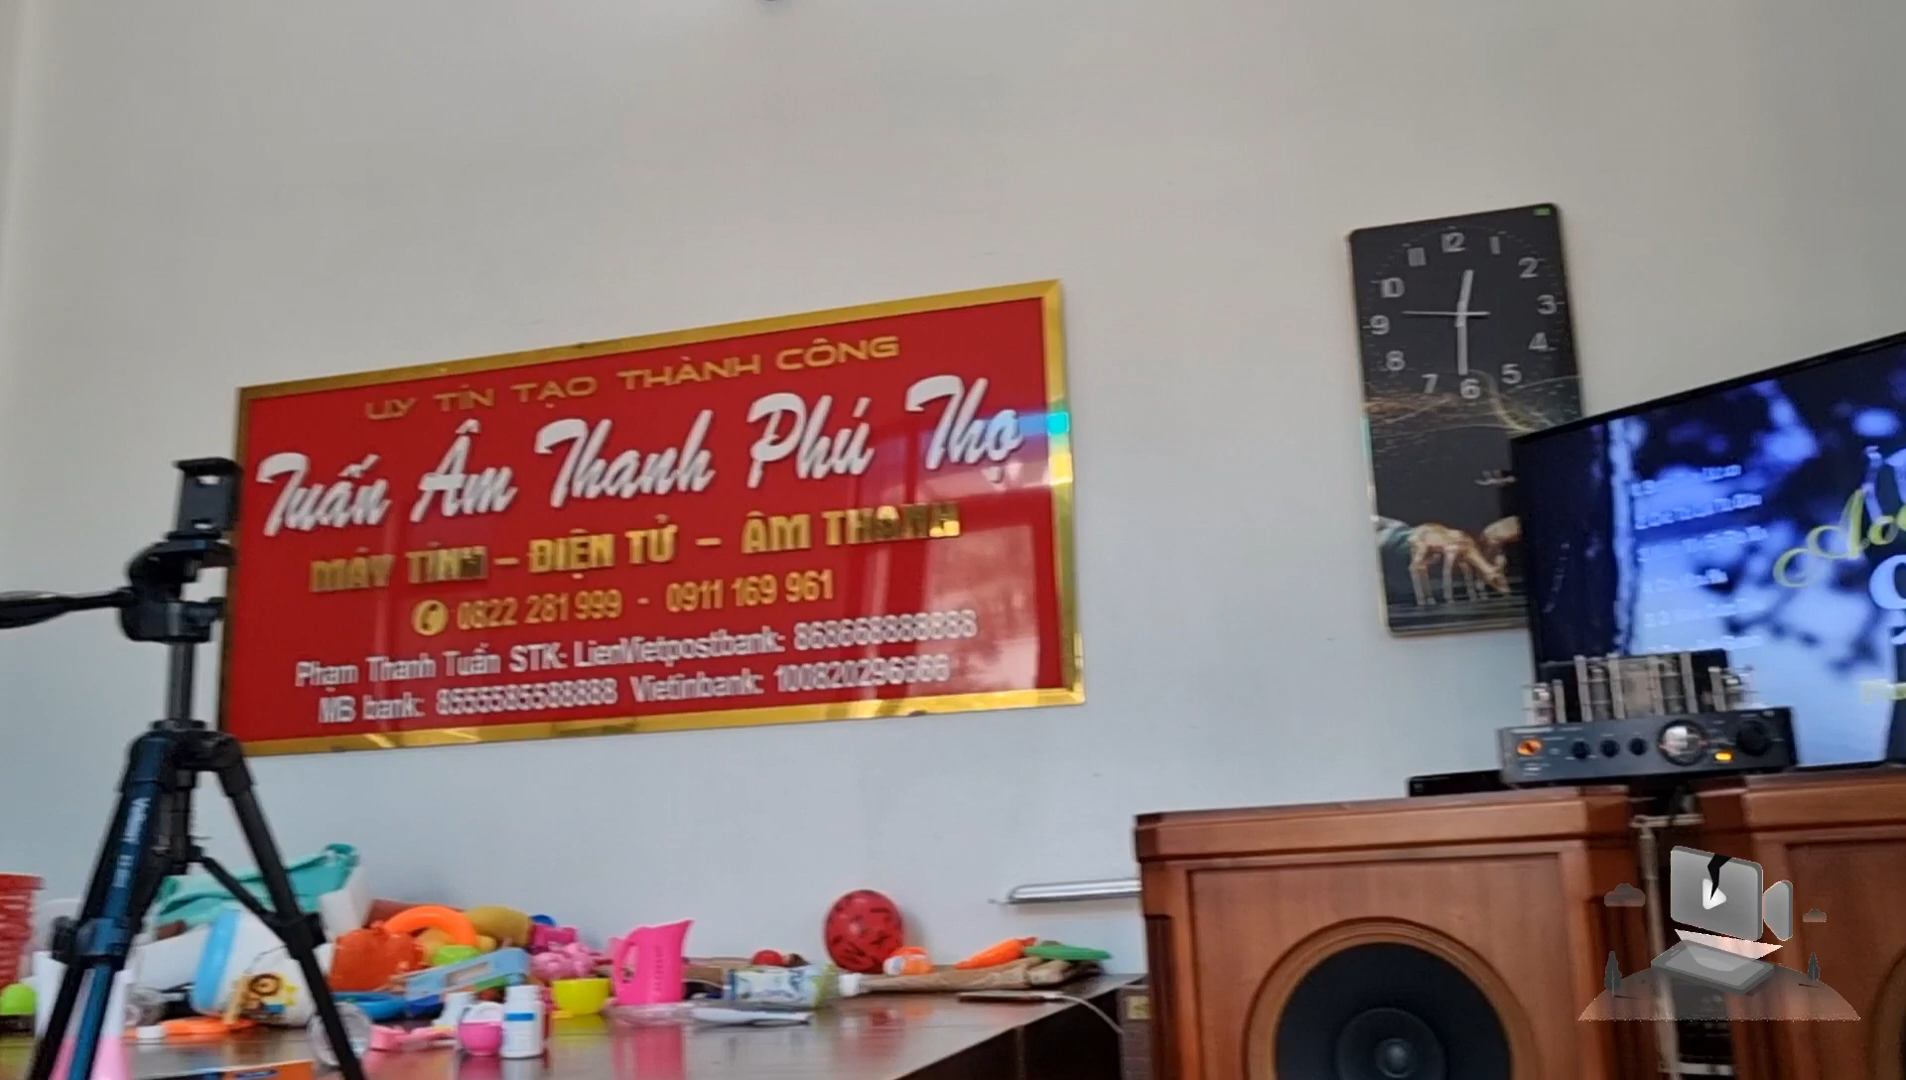 UY TÍN TẠO THÀNH CÔNG
Tuấn Âm Thanh Phú Thọ
MÁY TÍNH - ĐIỆN TỬ - ÂM THANH
0822 281 999 - 0911 169 961
Phạm Thanh Tuấn STK: LienVietpostbank: 868668888888
MB bank: 8555585588888 Vietinbank: 100820296666
12
1
11
2
10
3
9
4
8
5
7
6